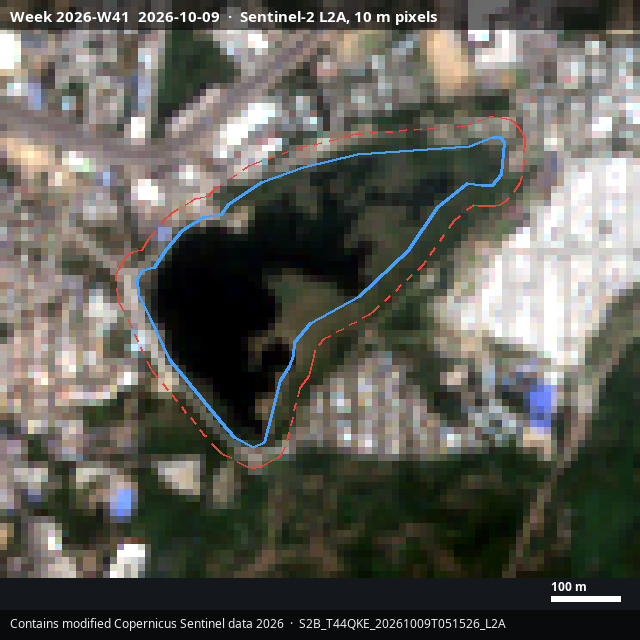 Week 2026-W41  2026-10-09  ·  Sentinel-2 L2A, 10 m pixels
100 m
Contains modified Copernicus Sentinel data 2026  ·  S2B_T44QKE_20261009T051526_L2A